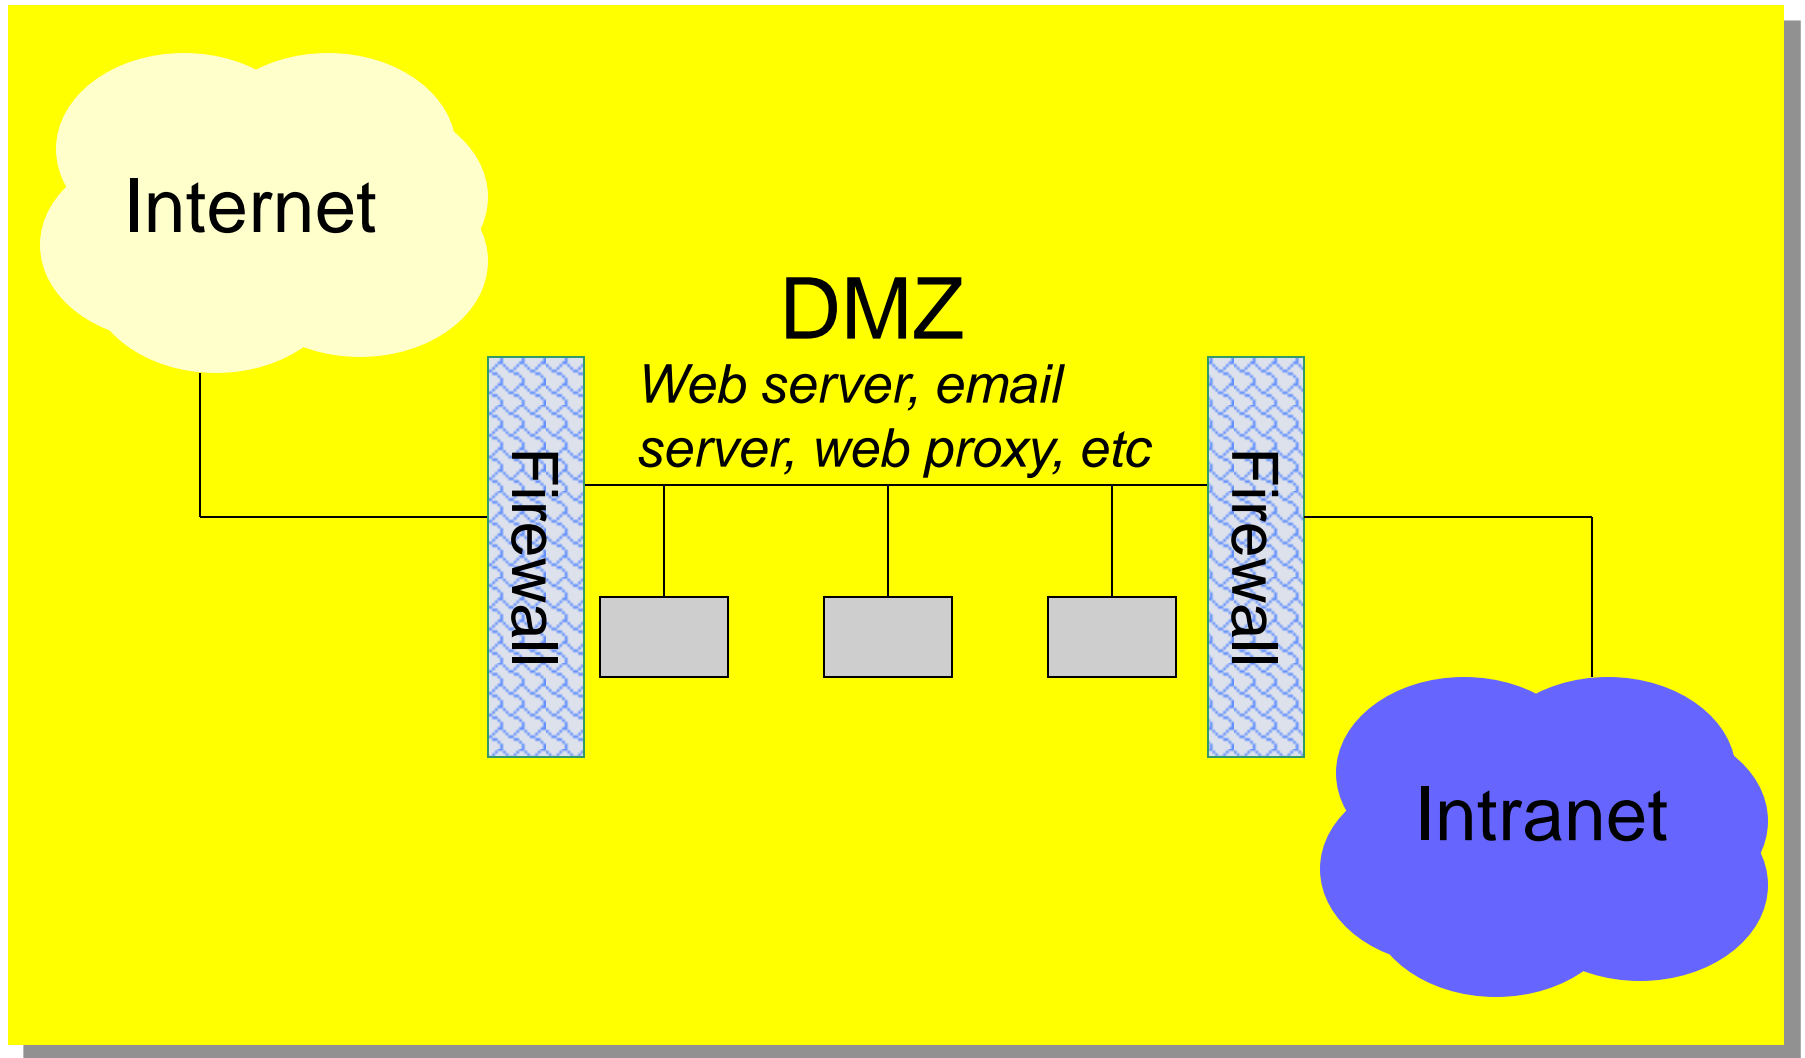 Internet
DMZ
Web server, email
server, web proxy, etc
Firewall
Firewall
Intranet